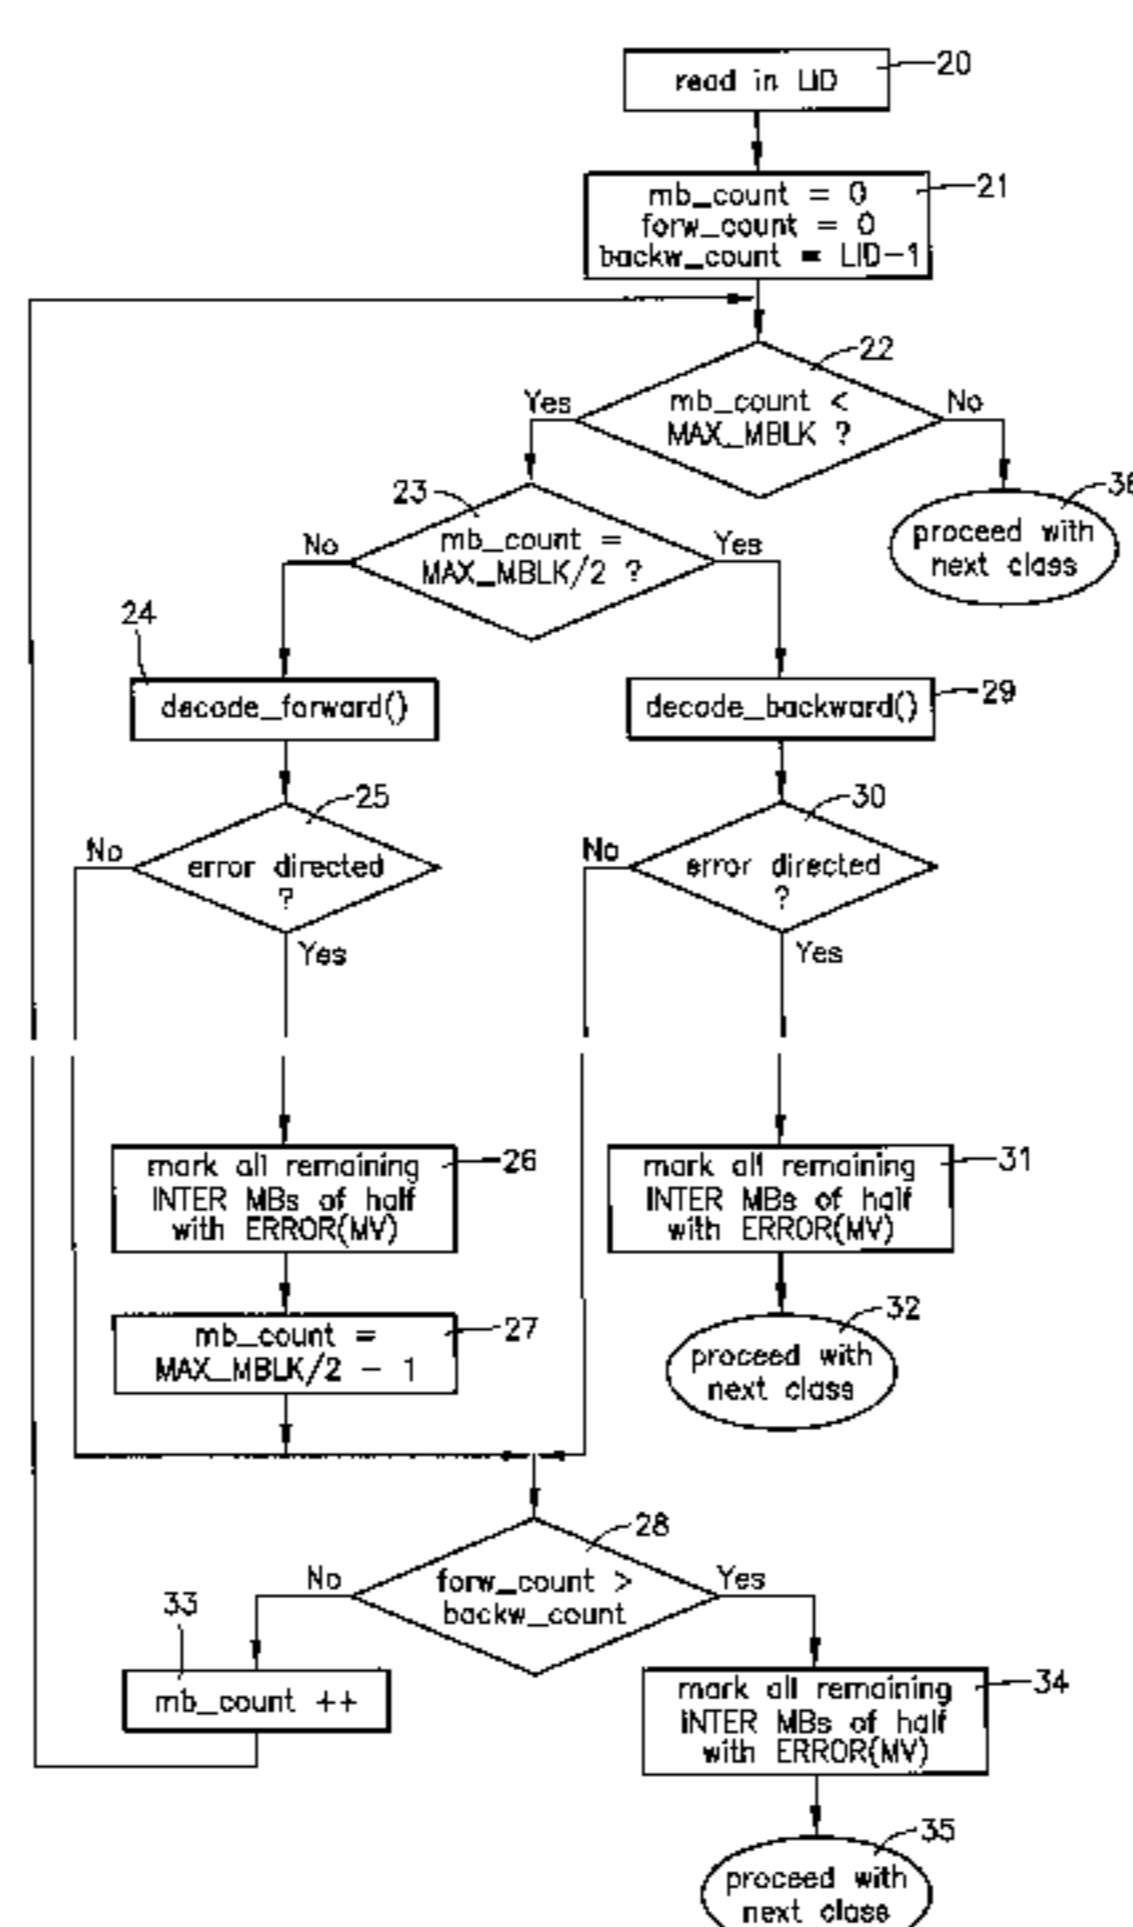 read in LID
20
mb_count = 0
forw_count = 0
backw_count = LID-1
21
22
mb_count <
MAX_MBLK ?
Yes
No
23
mb_count =
MAX_MBLK/2 ?
No
Yes
proceed with
next class
24
decode_forward()
decode_backward()
29
25
error directed
?
No
Yes
30
error directed
?
No
Yes
mark all remaining
INTER MBs of half
with ERROR(MV)
26
mark all remaining
INTER MBs of half
with ERROR(MV)
31
mb_count =
MAX_MBLK/2 - 1
27
32
proceed with
next class
28
forw_count >
backw_count
No
Yes
33
mb_count ++
mark all remaining
INTER MBs of half
with ERROR(MV)
34
35
proceed with
next class